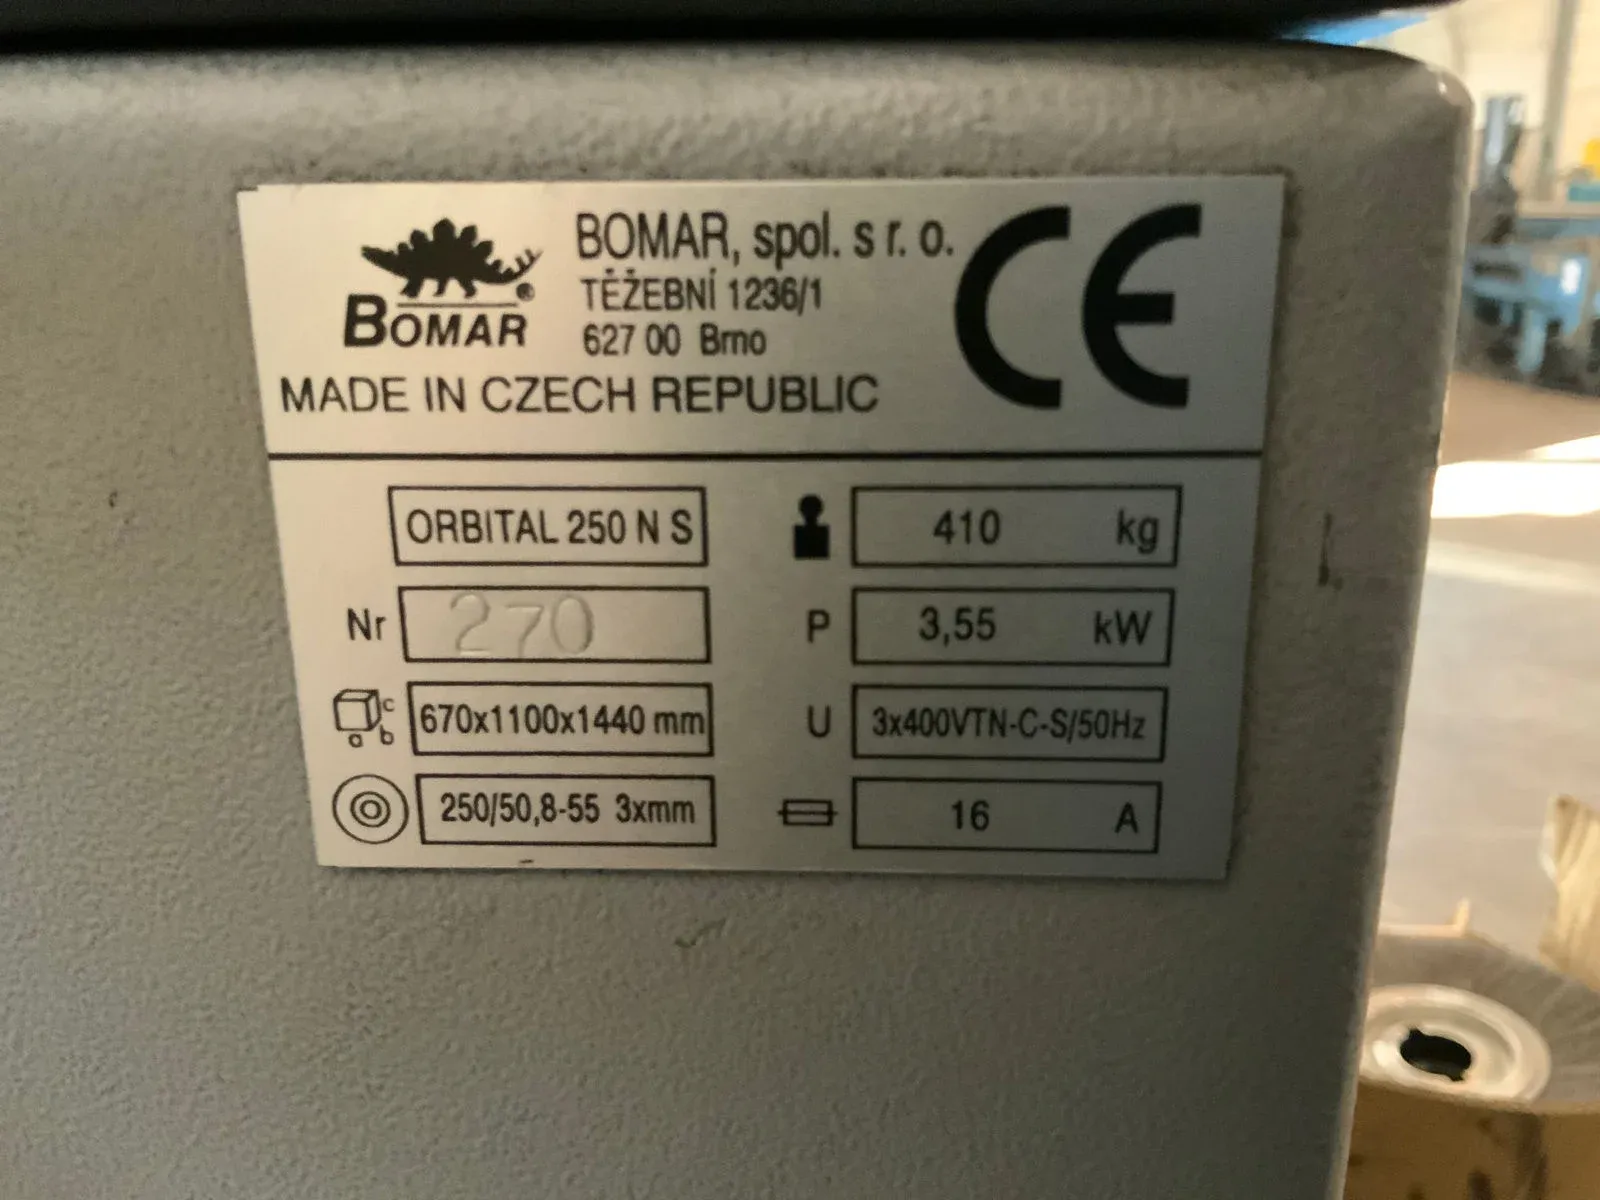 BOMAR®
BOMAR, spol. s r. o.
TĚŽEBNÍ 1236/1
627 00 Brno
MADE IN CZECH REPUBLIC
CE
ORBITAL 250 N S
410 kg
Nr 270
P 3,55 kW
a b c 670x1100x1440 mm
U 3x400VTN-C-S/50Hz
250/50,8-55 3xmm
16 A